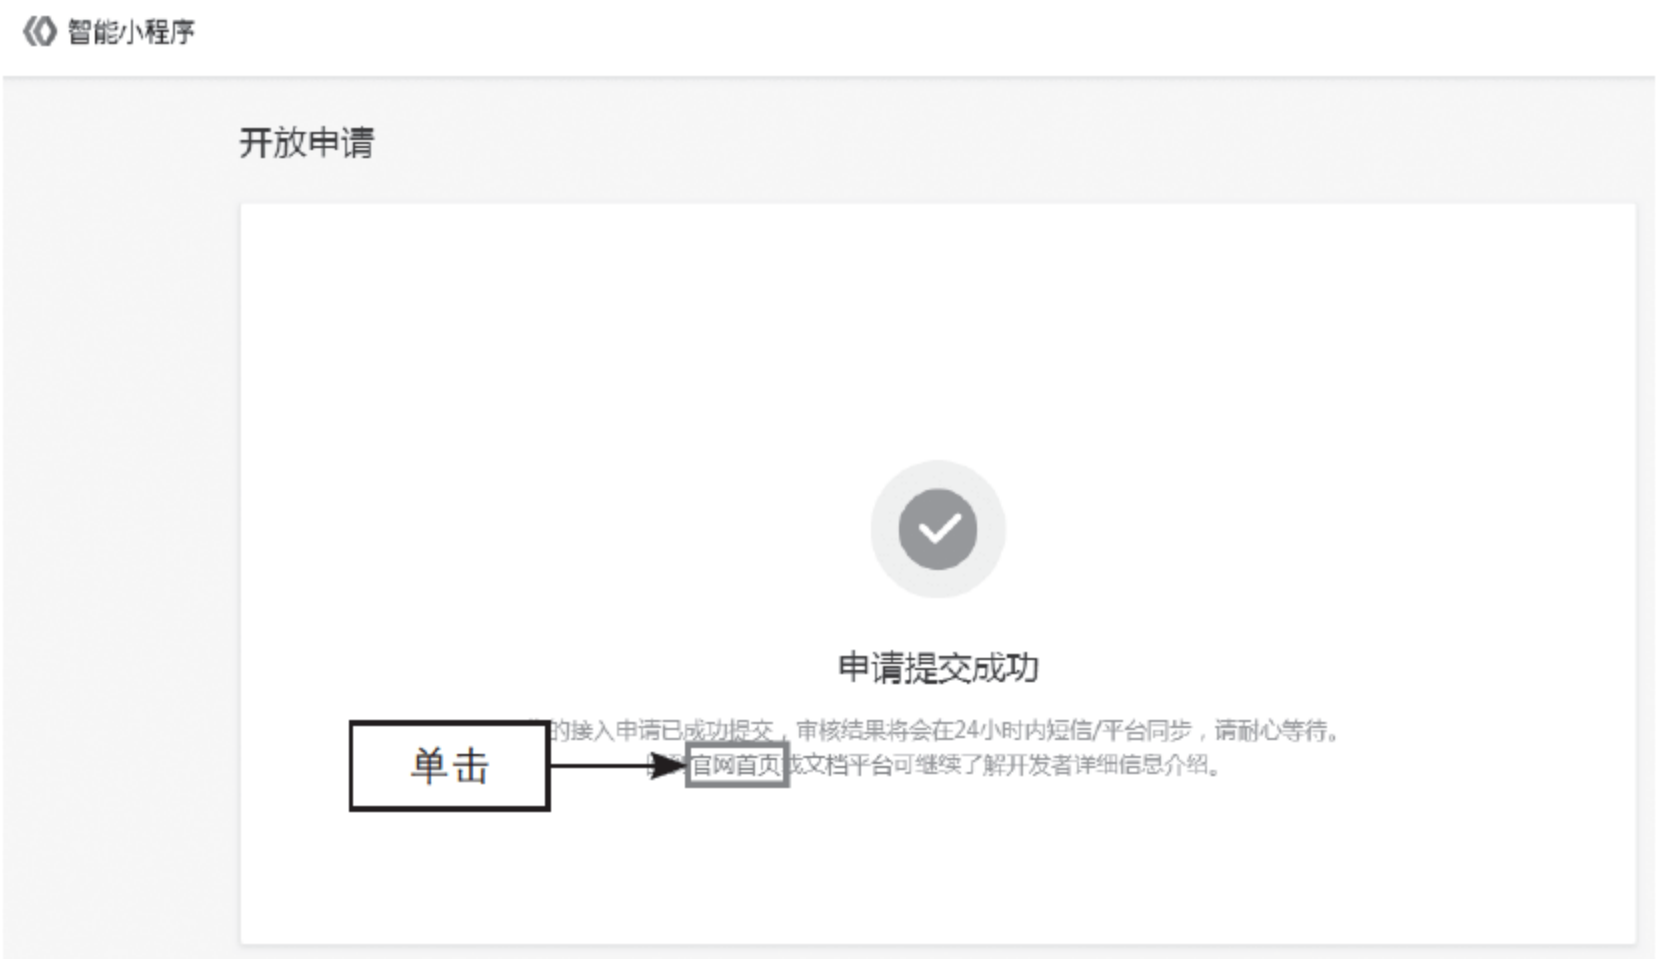 智能小程序
开放申请
申请提交成功
的接入申请已成功提交，审核结果将会在24小时内短信/平台同步，请耐心等待。
单击
官网首页或文档平台可继续了解开发者详细信息介绍。